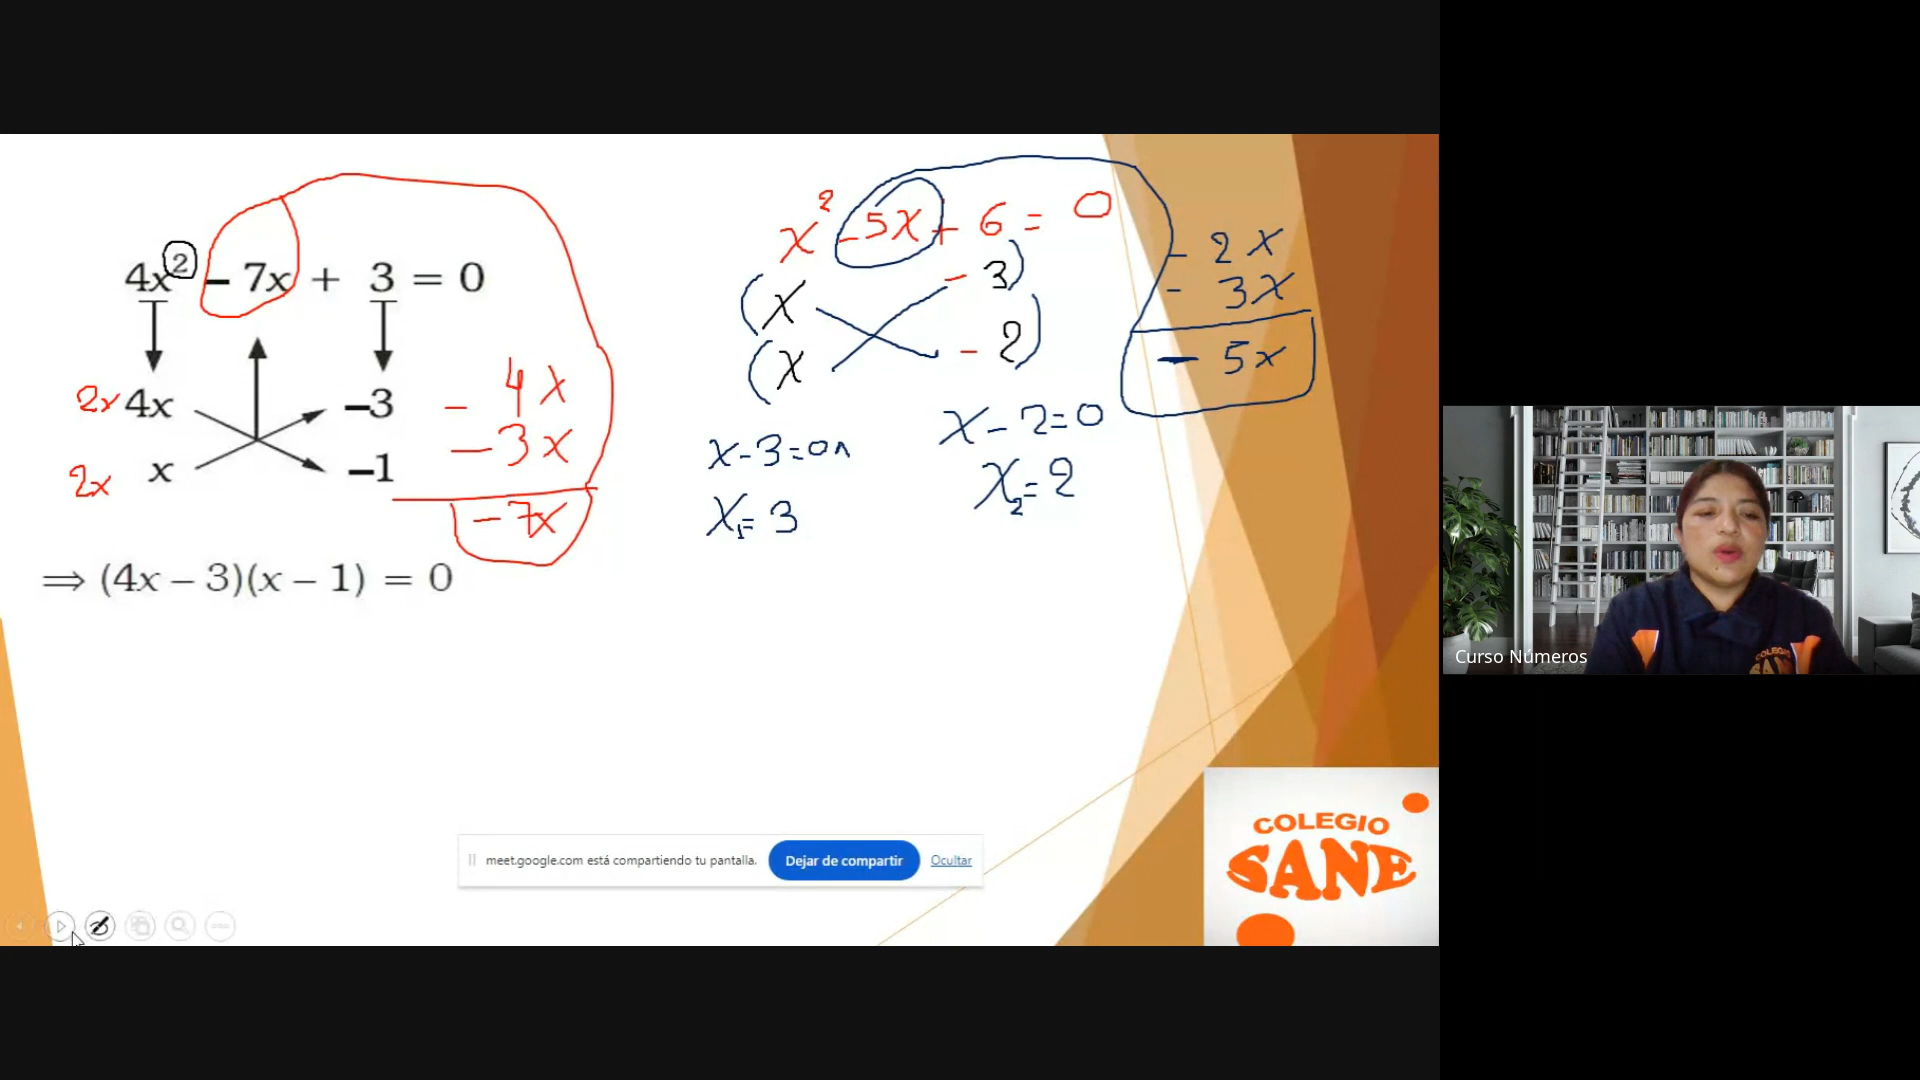 4x² − 7x + 3 = 0
2x 4x −3
2x x −1
⇒ (4x − 3)(x − 1) = 0
- 4x
- 3x
- 7x
x² - 5x + 6 = 0
(x - 3)
(x - 2)
- 2x
- 3x
- 5x
x - 3 = 0 ∧ x - 2 = 0
x₁ = 3 x₂ = 2
meet.google.com está compartiendo tu pantalla. Dejar de compartir Ocultar
COLEGIO
SANE
Curso Números
COLEGIO